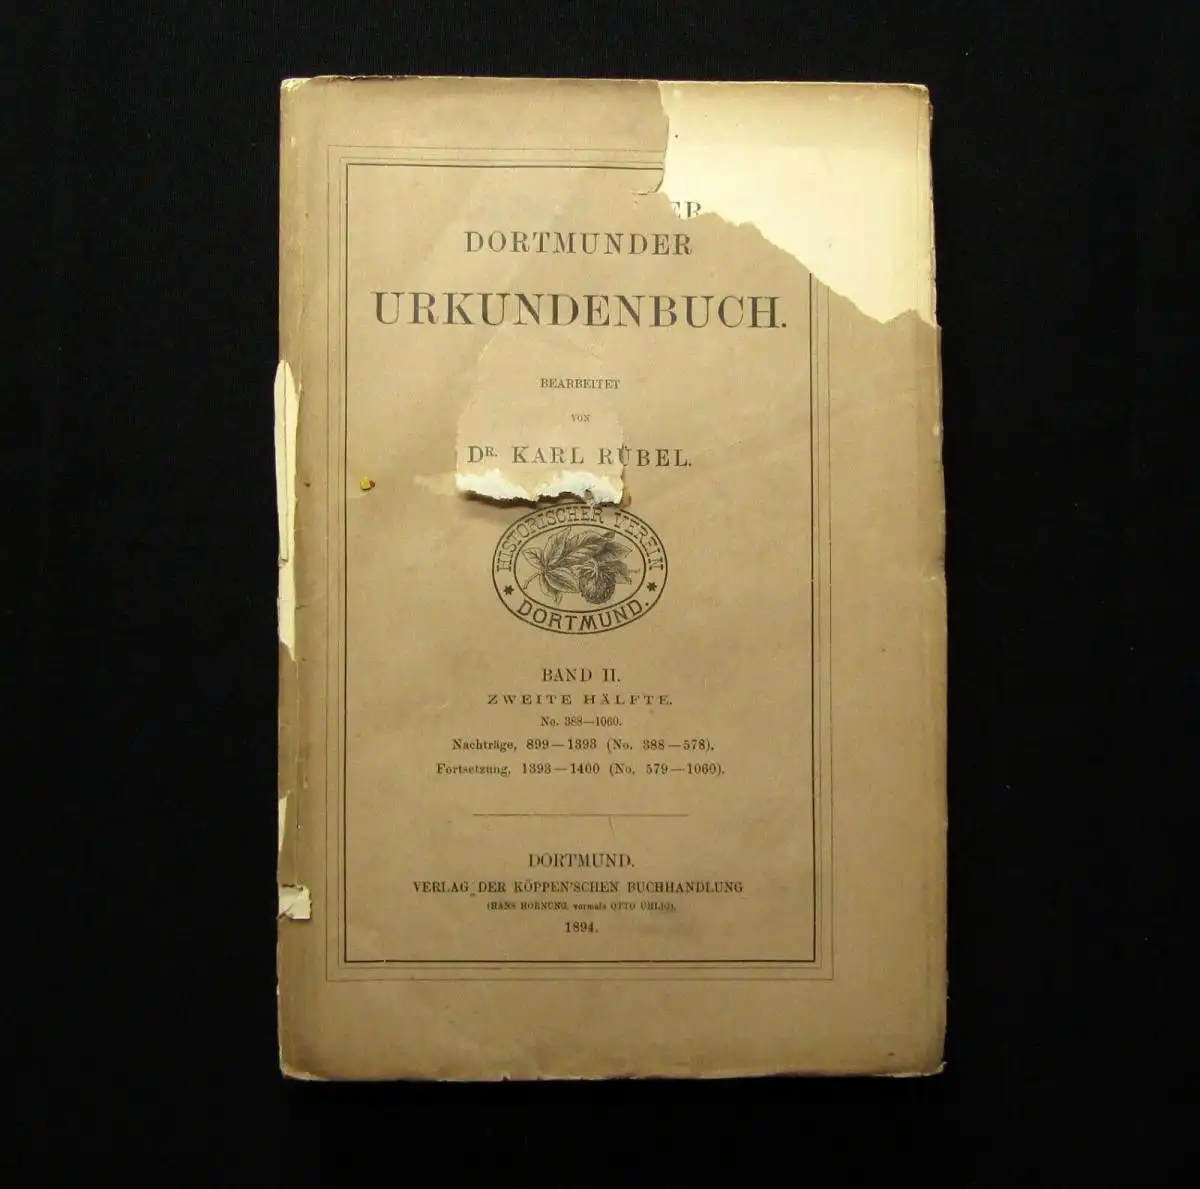 DORTMUNDER
URKUNDENBUCH.
BEARBEITET
VON
DR. KARL RÜBEL.
HISTORISCHER VEREIN
DORTMUND.
BAND II.
ZWEITE HÄLFTE.
No. 388—1060.
Nachträge, 899—1393 (No. 388—578).
Fortsetzung, 1393—1400 (No. 579—1060).
DORTMUND.
VERLAG DER KÖPPEN'SCHEN BUCHHANDLUNG
(HANS HORNUNG, vormals OTTO UHLIG).
1894.